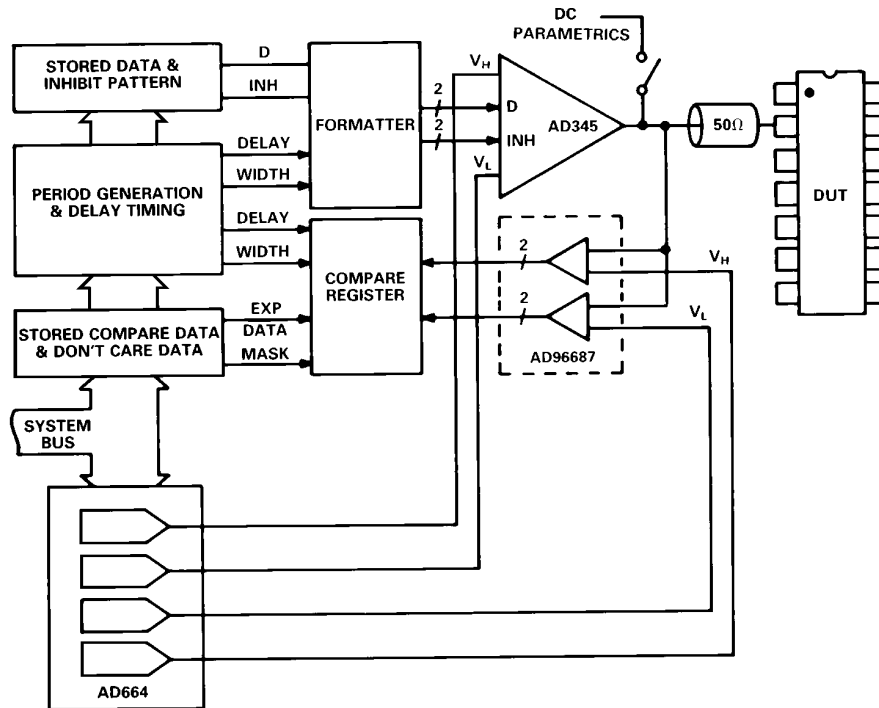 DC
PARAMETRICS
STORED DATA &
INHIBIT PATTERN
D
INH
FORMATTER
2
2
V_H
D
INH
V_L
AD345
50Ω
DUT
PERIOD GENERATION
& DELAY TIMING
DELAY
WIDTH
DELAY
WIDTH
COMPARE
REGISTER
2
2
V_H
V_L
AD96687
STORED COMPARE DATA
& DON'T CARE DATA
EXP
DATA
MASK
SYSTEM
BUS
AD664